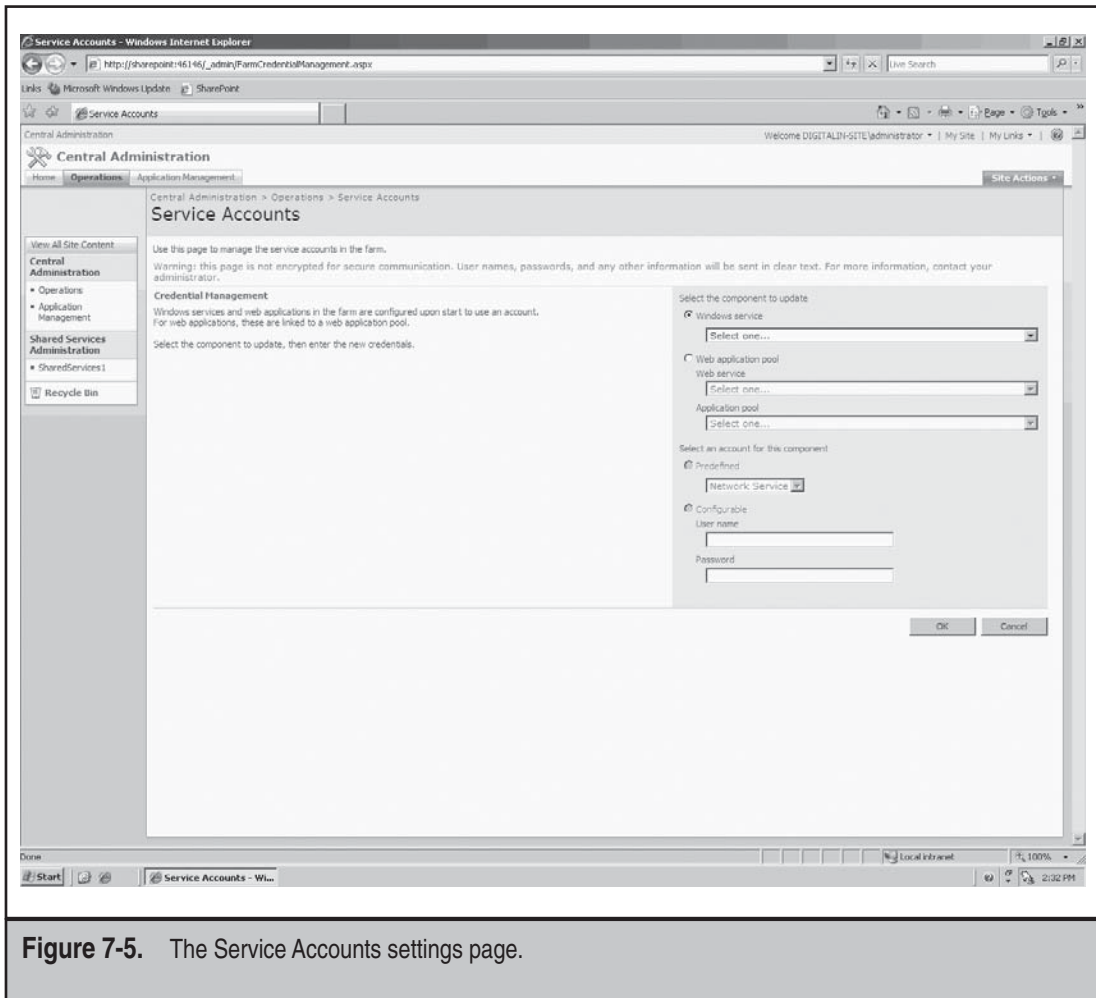 Service Accounts - Windows Internet Explorer
http://sharepoint:46146/_admin/FarmCredentialManagement.aspx
Live Search
Links Microsoft Windows Update SharePoint
Service Accounts
Page Tools
Central Administration
Welcome DIGITALIN-SITE\administrator | My Site | My Links |
Central Administration
Home Operations Application Management
Site Actions
Central Administration > Operations > Service Accounts
Service Accounts
View All Site Content
Central Administration
• Operations
• Application Management
Shared Services Administration
• SharedServices1
Recycle Bin
Use this page to manage the service accounts in the farm.
Warning: this page is not encrypted for secure communication. User names, passwords, and any other information will be sent in clear text. For more information, contact your
administrator.
Credential Management
Windows services and web applications in the farm are configured upon start to use an account.
For web applications, these are linked to a web application pool.
Select the component to update, then enter the new credentials.
Select the component to update
Windows service
Select one...
Web application pool
Web service
Select one...
Application pool
Select one...
Select an account for this component
Predefined
Network Service
Configurable
User name
Password
OK Cancel
Done
Local intranet
100%
Start
Service Accounts - Wi...
2:32 PM
Figure 7-5. The Service Accounts settings page.